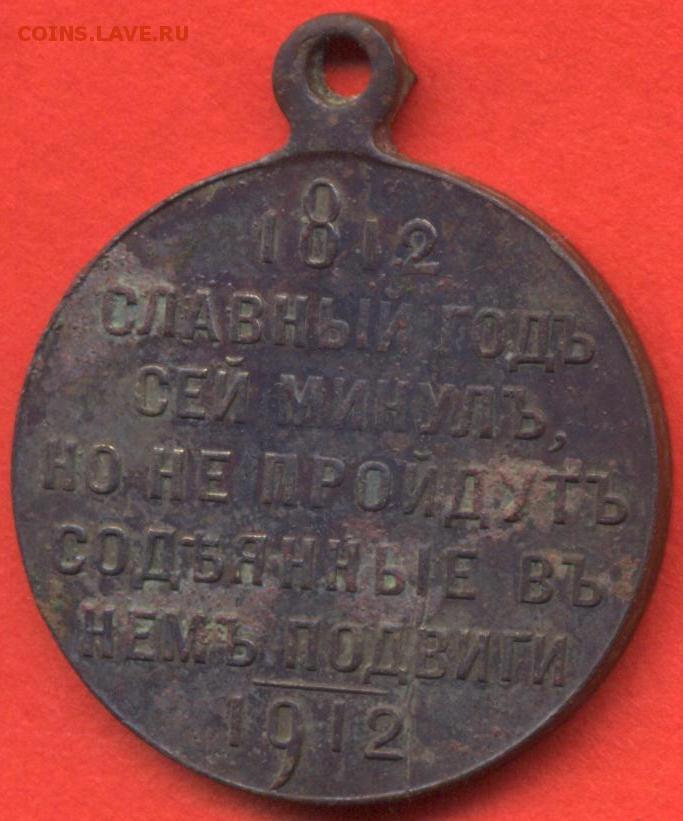 COINS.LAVE.RU
1812
СЛАВНЫЙ ГОДЪ
СЕЙ МИНУЛЪ,
НО НЕ ПРОЙДУТЪ
СОДѢЯННЫЕ ВЪ
НЕМЪ ПОДВИГИ
1912